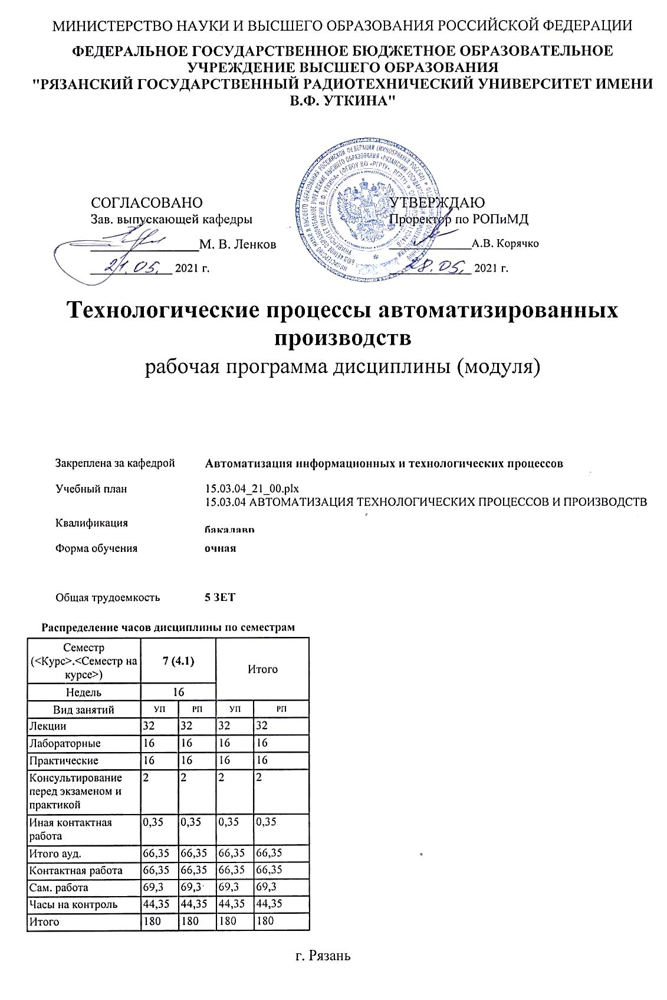 МИНИСТЕРСТВО НАУКИ И ВЫСШЕГО ОБРАЗОВАНИЯ РОССИЙСКОЙ ФЕДЕРАЦИИ
ФЕДЕРАЛЬНОЕ ГОСУДАРСТВЕННОЕ БЮДЖЕТНОЕ ОБРАЗОВАТЕЛЬНОЕ
УЧРЕЖДЕНИЕ ВЫСШЕГО ОБРАЗОВАНИЯ
"РЯЗАНСКИЙ ГОСУДАРСТВЕННЫЙ РАДИОТЕХНИЧЕСКИЙ УНИВЕРСИТЕТ ИМЕНИ
В.Ф. УТКИНА"
СОГЛАСОВАНО
Зав. выпускающей кафедры
М. В. Ленков
21.05. 2021 г.
УТВЕРЖДАЮ
Проректор по РОПиМД
А.В. Корячко
28.05. 2021 г.
Технологические процессы автоматизированных
производств
рабочая программа дисциплины (модуля)
Закреплена за кафедрой Автоматизация информационных и технологических процессов
Учебный план 15.03.04_21_00.plx
15.03.04 АВТОМАТИЗАЦИЯ ТЕХНОЛОГИЧЕСКИХ ПРОЦЕССОВ И ПРОИЗВОДСТВ
Квалификация бакалавр
Форма обучения очная
Общая трудоемкость 5 ЗЕТ
Распределение часов дисциплины по семестрам
Семестр
(<Курс>.<Семестр на
курсе>) 7 (4.1) Итого
Недель 16
Вид занятий УП РП УП РП
Лекции 32 32 32 32
Лабораторные 16 16 16 16
Практические 16 16 16 16
Консультирование 2 2 2 2
перед экзаменом и
практикой
Иная контактная 0,35 0,35 0,35 0,35
работа
Итого ауд. 66,35 66,35 66,35 66,35
Контактная работа 66,35 66,35 66,35 66,35
Сам. работа 69,3 69,3 69,3 69,3
Часы на контроль 44,35 44,35 44,35 44,35
Итого 180 180 180 180
г. Рязань